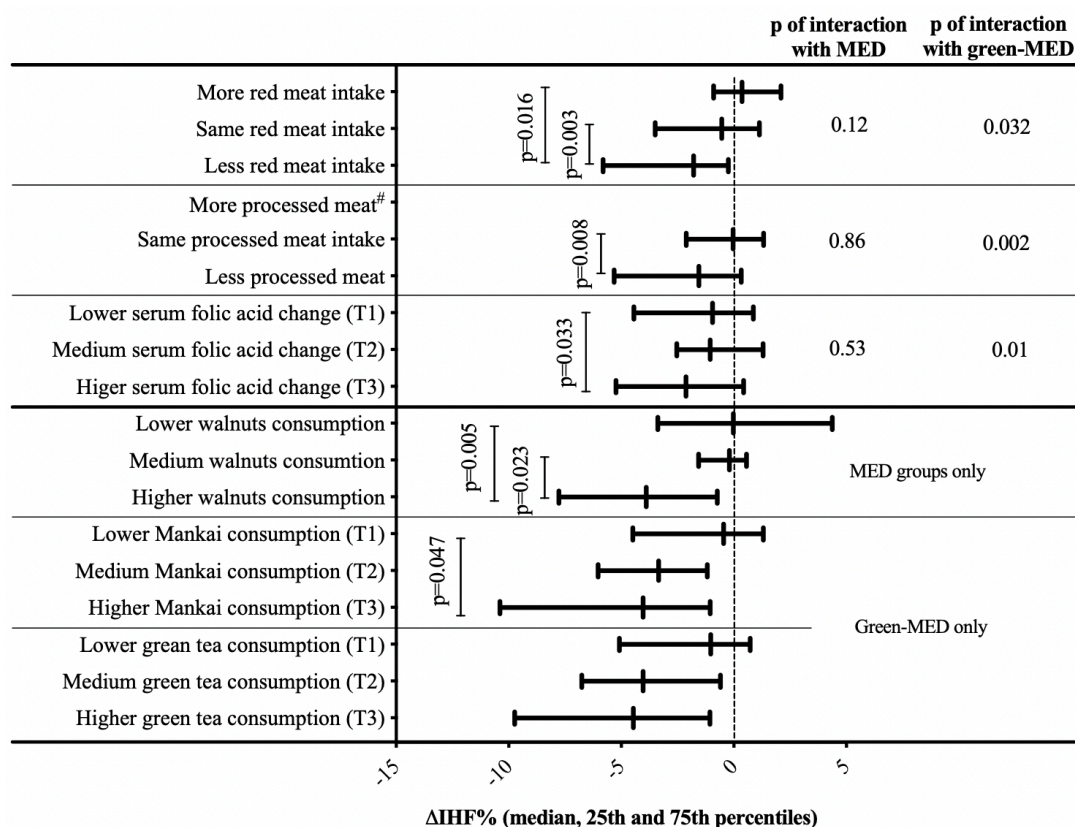 p of interaction with MED
p of interaction with green-MED
More red meat intake
Same red meat intake
Less red meat intake
p=0.016
p=0.003
0.12
0.032
More processed meat#
Same processed meat intake
Less processed meat
p=0.008
0.86
0.002
Lower serum folic acid change (T1)
Medium serum folic acid change (T2)
Higer serum folic acid change (T3)
p=0.033
0.53
0.01
Lower walnuts consumption
Medium walnuts consumtion
Higher walnuts consumption
p=0.005
p=0.023
MED groups only
Lower Mankai consumption (T1)
Medium Mankai consumption (T2)
Higher Mankai consumption (T3)
p=0.047
Lower grean tea consumption (T1)
Medium green tea consumption (T2)
Higher green tea consumption (T3)
Green-MED only
-15
-10
-5
0
5
ΔIHF% (median, 25th and 75th percentiles)